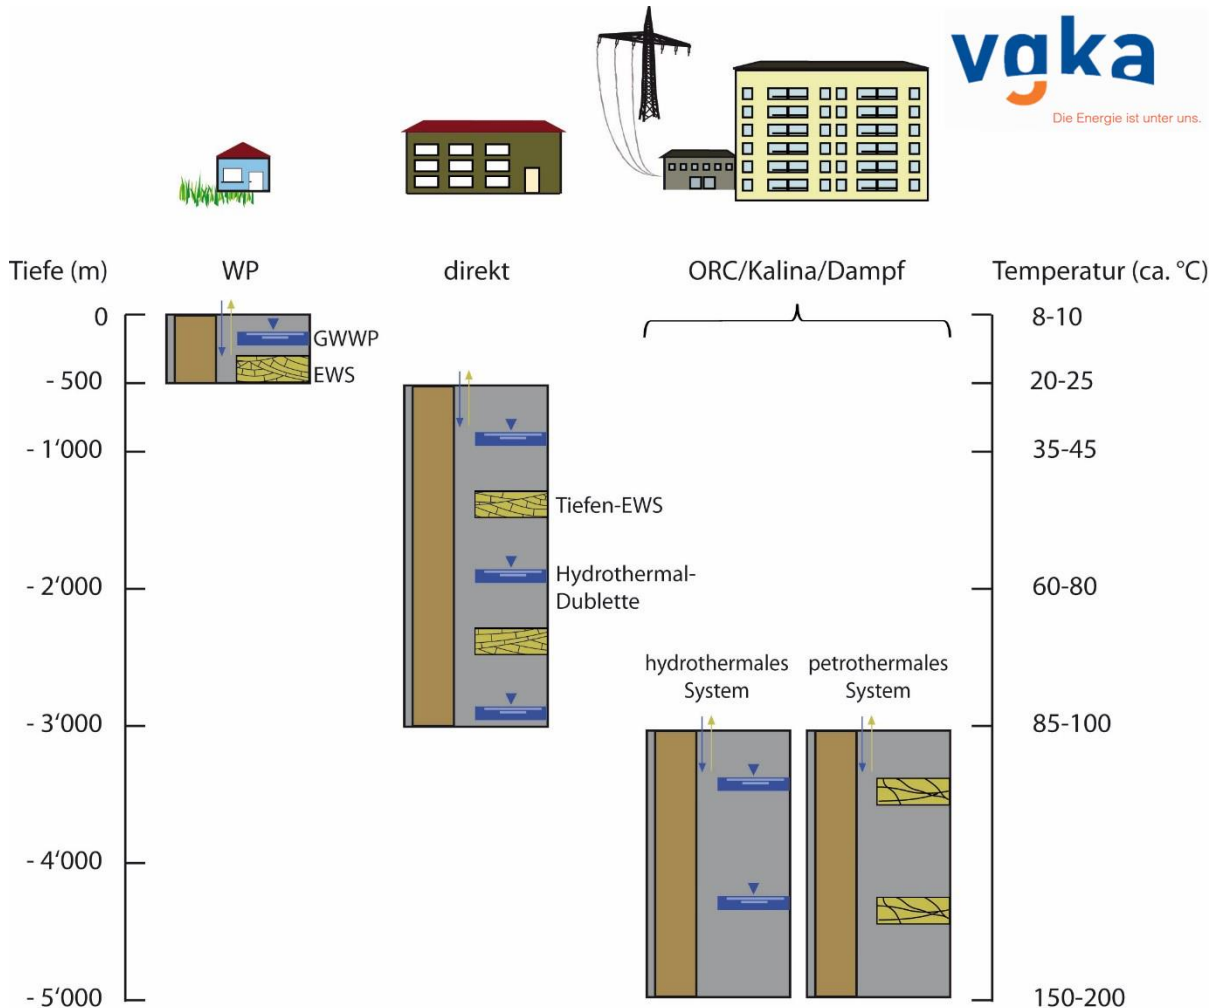 vgka
Die Energie ist unter uns.
Tiefe (m)
WP
direkt
ORC/Kalina/Dampf
Temperatur (ca. °C)
0
8-10
GWWP
EWS
- 500
20-25
- 1'000
35-45
Tiefen-EWS
- 2'000
Hydrothermal-
Dublette
60-80
hydrothermales
System
petrothermales
System
- 3'000
85-100
- 4'000
- 5'000
150-200